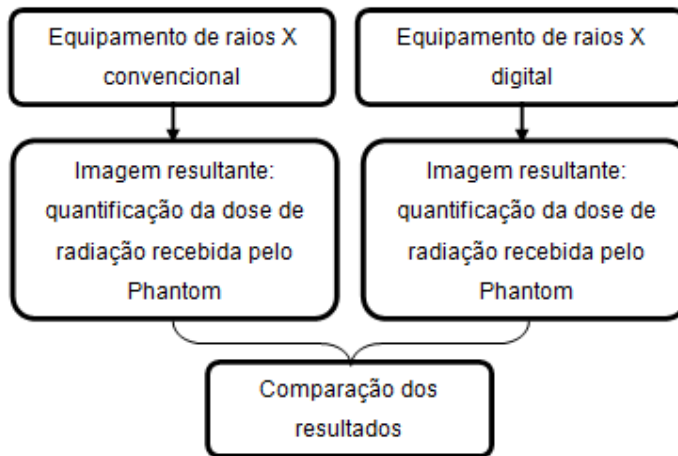 Equipamento de raios X
convencional
Equipamento de raios X
digital
Imagem resultante:
quantificação da dose de
radiação recebida pelo
Phantom
Imagem resultante:
quantificação da dose de
radiação recebida pelo
Phantom
Comparação dos
resultados